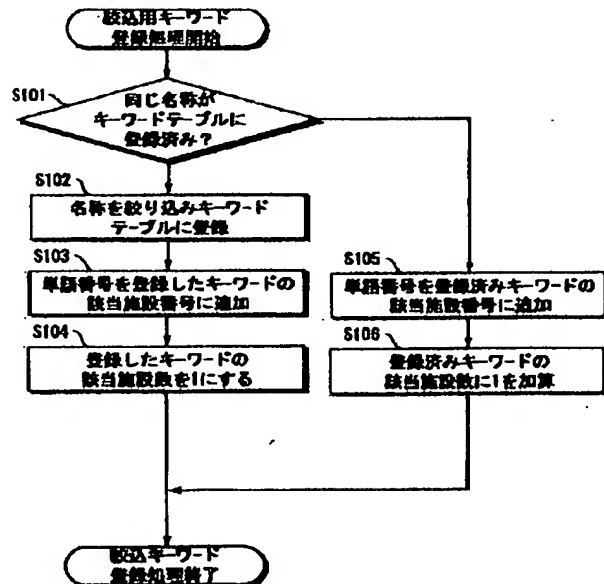 絞込用キーワード
登録処理開始
S101
同じ名称が
キーワードテーブルに
登録済み？
S102
名称を絞り込みキーワード
テーブルに登録
S103
単語番号を登録したキーワードの
該当施設番号に追加
S104
登録したキーワードの
該当施設数を1にする
S105
単語番号を登録済みキーワードの
該当施設番号に追加
S106
登録済みキーワードの
該当施設数に1を加算
絞込キーワード
登録処理終了